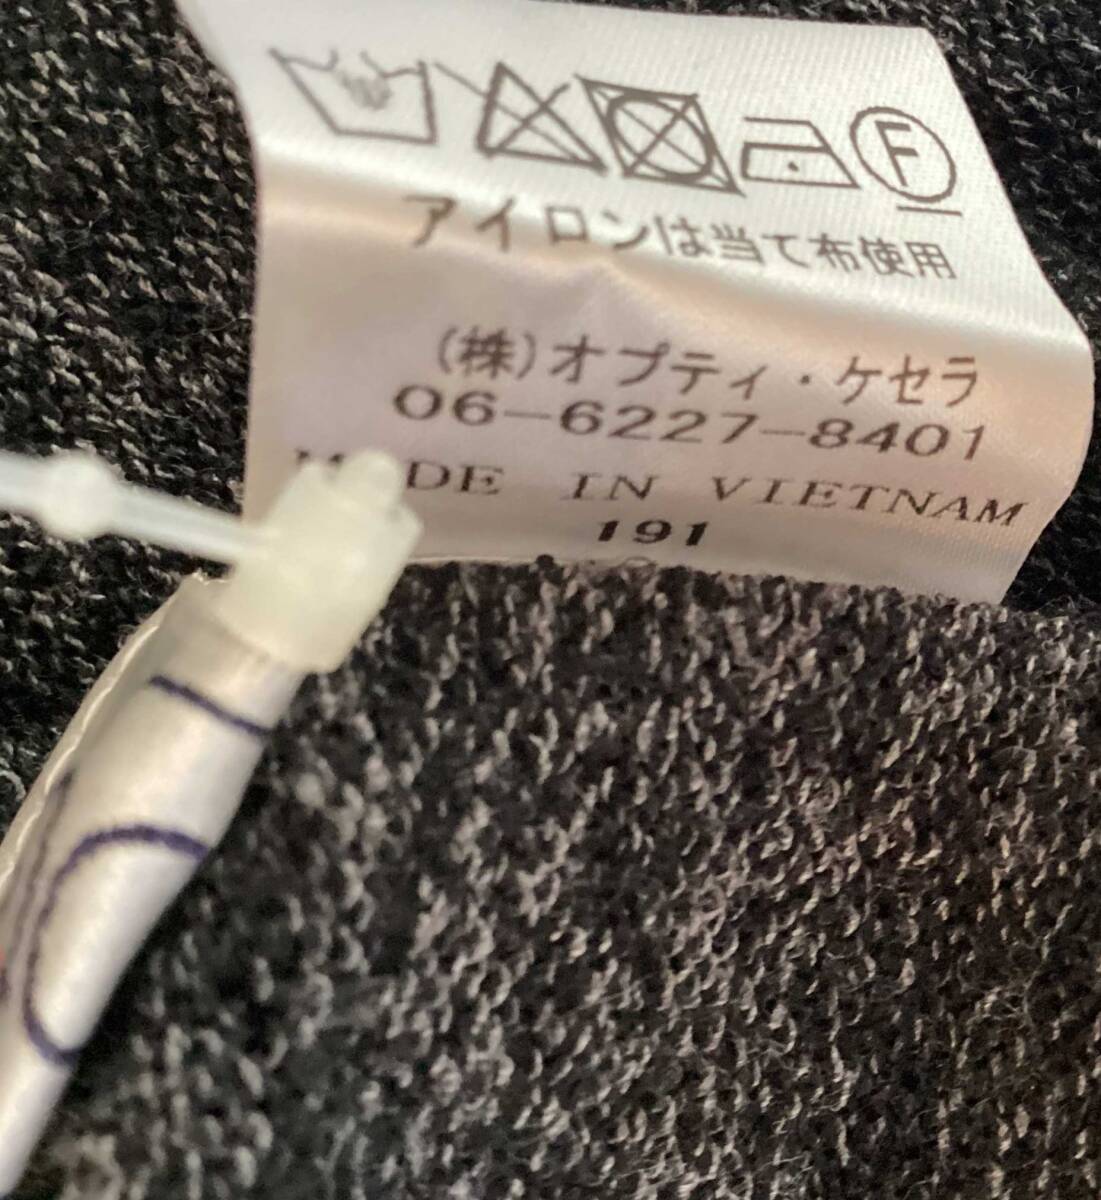 F
アイロンは当て布使用
(株)オプティ・ケセラ
06-6227-8401
DE IN VIETNAM
191